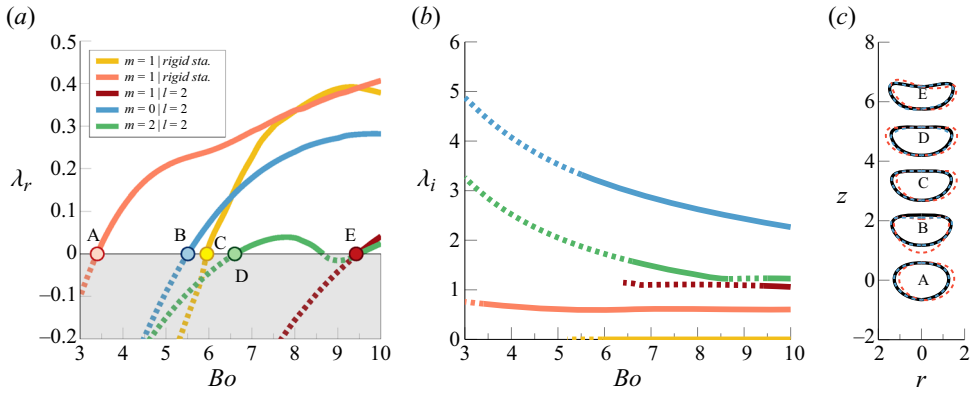 (a)
0.5
0.4
0.3
0.2
0.1
0
−0.1
−0.2
λr
m = 1 | rigid sta.
m = 1 | rigid sta.
m = 1 | l = 2
m = 0 | l = 2
m = 2 | l = 2
A
B
C
D
E
3 4 5 6 7 8 9 10
Bo
(b)
6
5
4
3
2
1
0
λi
3 4 5 6 7 8 9 10
Bo
(c)
8
6
4
2
0
−2
z
E
D
C
B
A
2 0 2
r